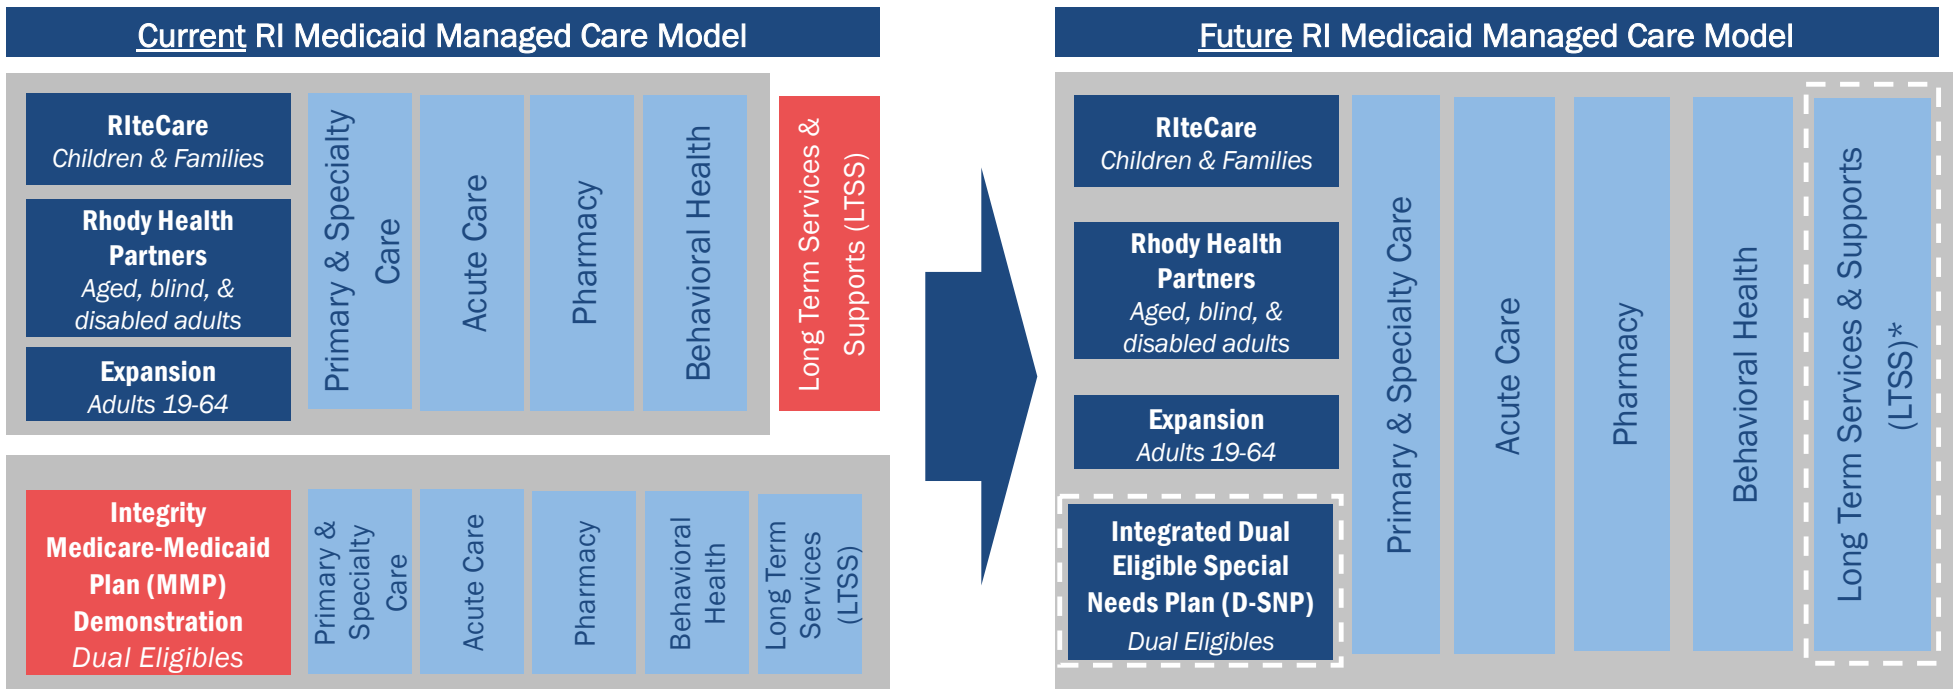 Current RI Medicaid Managed Care Model
RIteCare
Children & Families
Rhody Health
Partners
Aged, blind, &
disabled adults
Expansion
Adults 19-64
Primary & Specialty
Care
Acute Care
Pharmacy
Behavioral Health
Long Term Services &
Supports (LTSS)
Integrity
Medicare-Medicaid
Plan (MMP)
Demonstration
Dual Eligibles
Primary &
Specialty
Care
Acute Care
Pharmacy
Behavioral
Health
Long Term
Services
(LTSS)
Future RI Medicaid Managed Care Model
RIteCare
Children & Families
Rhody Health
Partners
Aged, blind, &
disabled adults
Expansion
Adults 19-64
Integrated Dual
Eligible Special
Needs Plan (D-SNP)
Dual Eligibles
Primary & Specialty Care
Acute Care
Pharmacy
Behavioral Health
Long Term Services & Supports
(LTSS)*